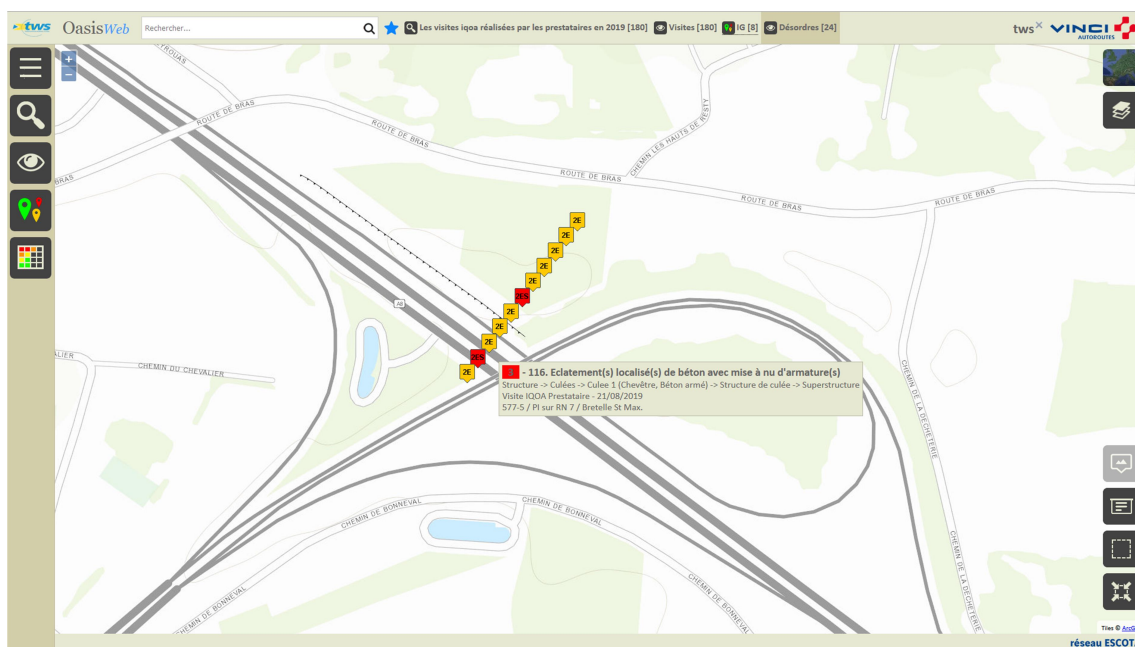 tws OasisWeb Rechercher... Les visites iqoa réalisées par les prestataires en 2019 [180] Visites [180] IG [8] Désordres [24] tws VINCI
AUTOROUTES
ROUTE DE BRAS
ROUTE DE BRAS
ROUTE DE BRAS
ROUTE DE BRAS
ROUTE DE BRAS
BRAS
CHEMIN LES HAUTS DE RESTY
2E
2E
2E
2E
2E
2ES
2E
2E
2E
2ES
2E
A8
CHEMIN DU CHEVALIER
3 - 116. Eclatement(s) localisé(s) de béton avec mise à nu d'armature(s)
Structure -> Culées -> Culee 1 (Chevêtre, Béton armé) -> Structure de culée -> Superstructure
Visite IQOA Prestataire - 21/08/2019
577-S / PI sur RN 7 / Bretelle St Max.
CHEMIN DE LA DECHETERIE
CHEMIN DE BONNEVAL
CHEMIN DE BONNEVAL
CHEMIN DE BONNEVAL
CHEMIN DE BONNEVAL
CHEMIN DE LA DECHETERIE
Tiles © ArcG
réseau ESCOT